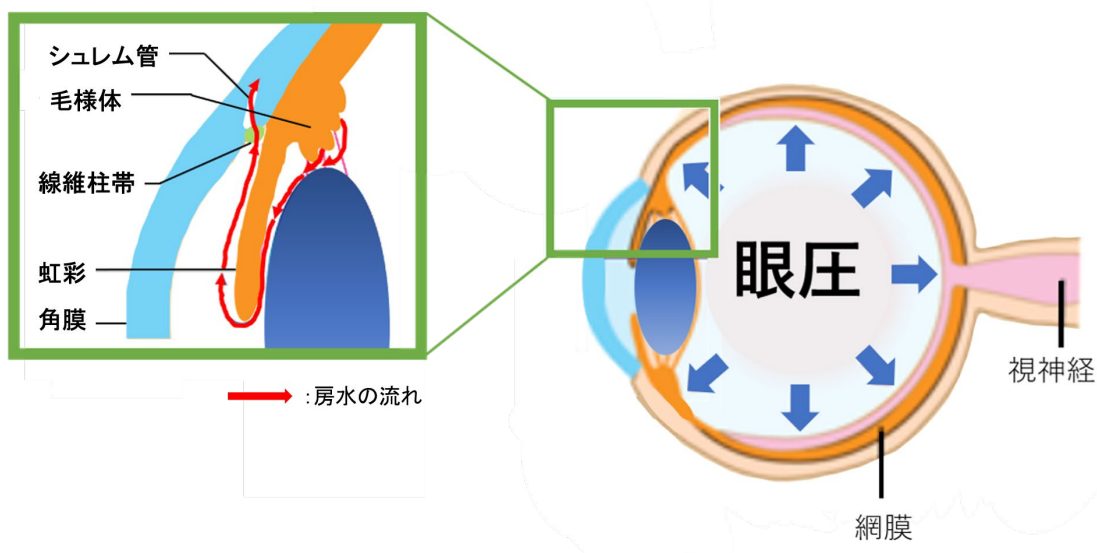 シュレム管
毛様体
線維柱帯
虹彩
角膜
:房水の流れ
眼圧
視神経
網膜